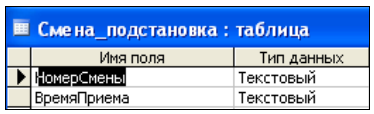 Смена_подстановка : таблица
Имя поля Тип данных
НомерСмены Текстовый
ВремяПриема Текстовый